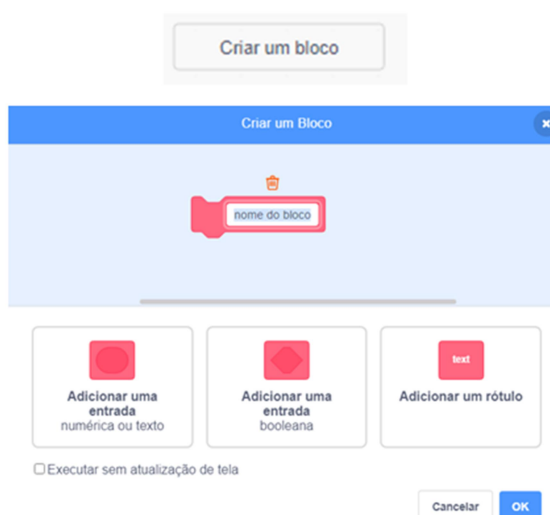 Criar um bloco
Criar um Bloco
nome do bloco
text
Adicionar uma
entrada
numérica ou texto
Adicionar uma
entrada
booleana
Adicionar um rótulo
Executar sem atualização de tela
Cancelar
OK